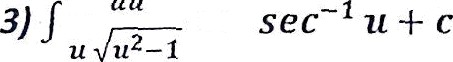 3) ∫ du / u √u²−1    sec⁻¹ u + c